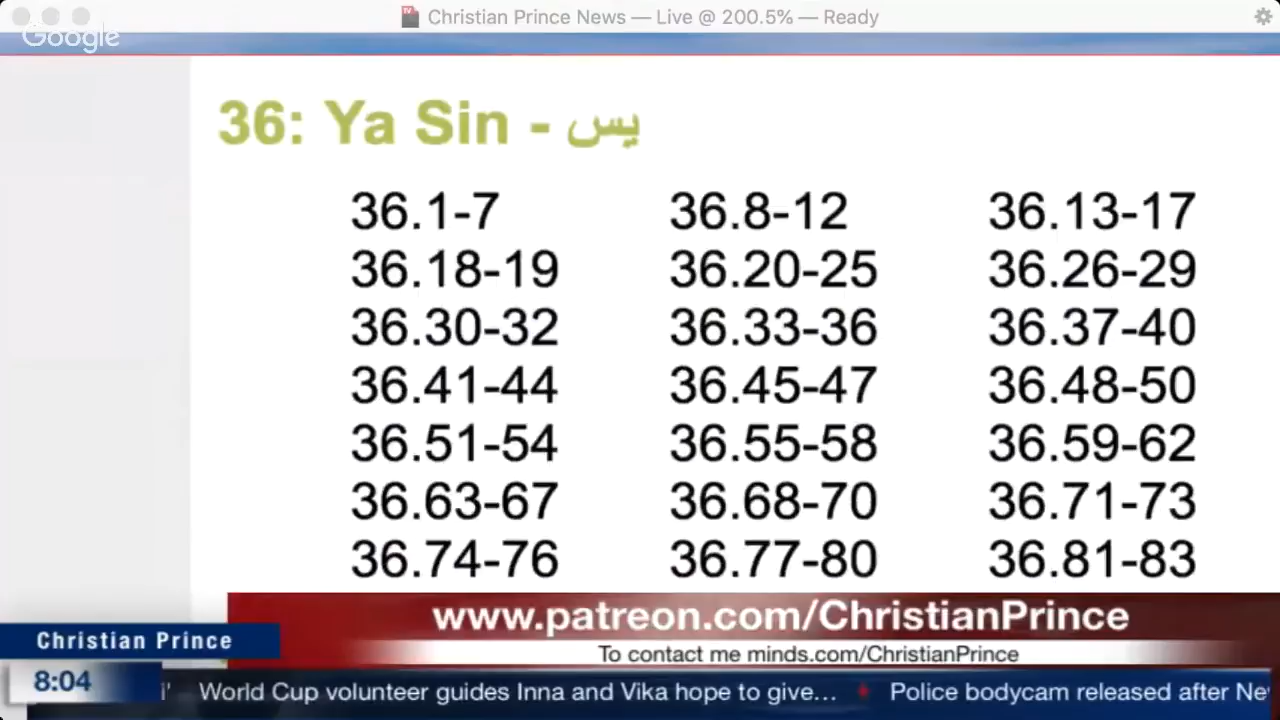 Christian Prince News — Live @ 200.5% — Ready
Google
36: Ya Sin - يس
36.1-7 36.8-12 36.13-17
36.18-19 36.20-25 36.26-29
36.30-32 36.33-36 36.37-40
36.41-44 36.45-47 36.48-50
36.51-54 36.55-58 36.59-62
36.63-67 36.68-70 36.71-73
36.74-76 36.77-80 36.81-83
www.patreon.com/ChristianPrince
Christian Prince
To contact me minds.com/ChristianPrince
8:04
World Cup volunteer guides Inna and Vika hope to give... Police bodycam released after